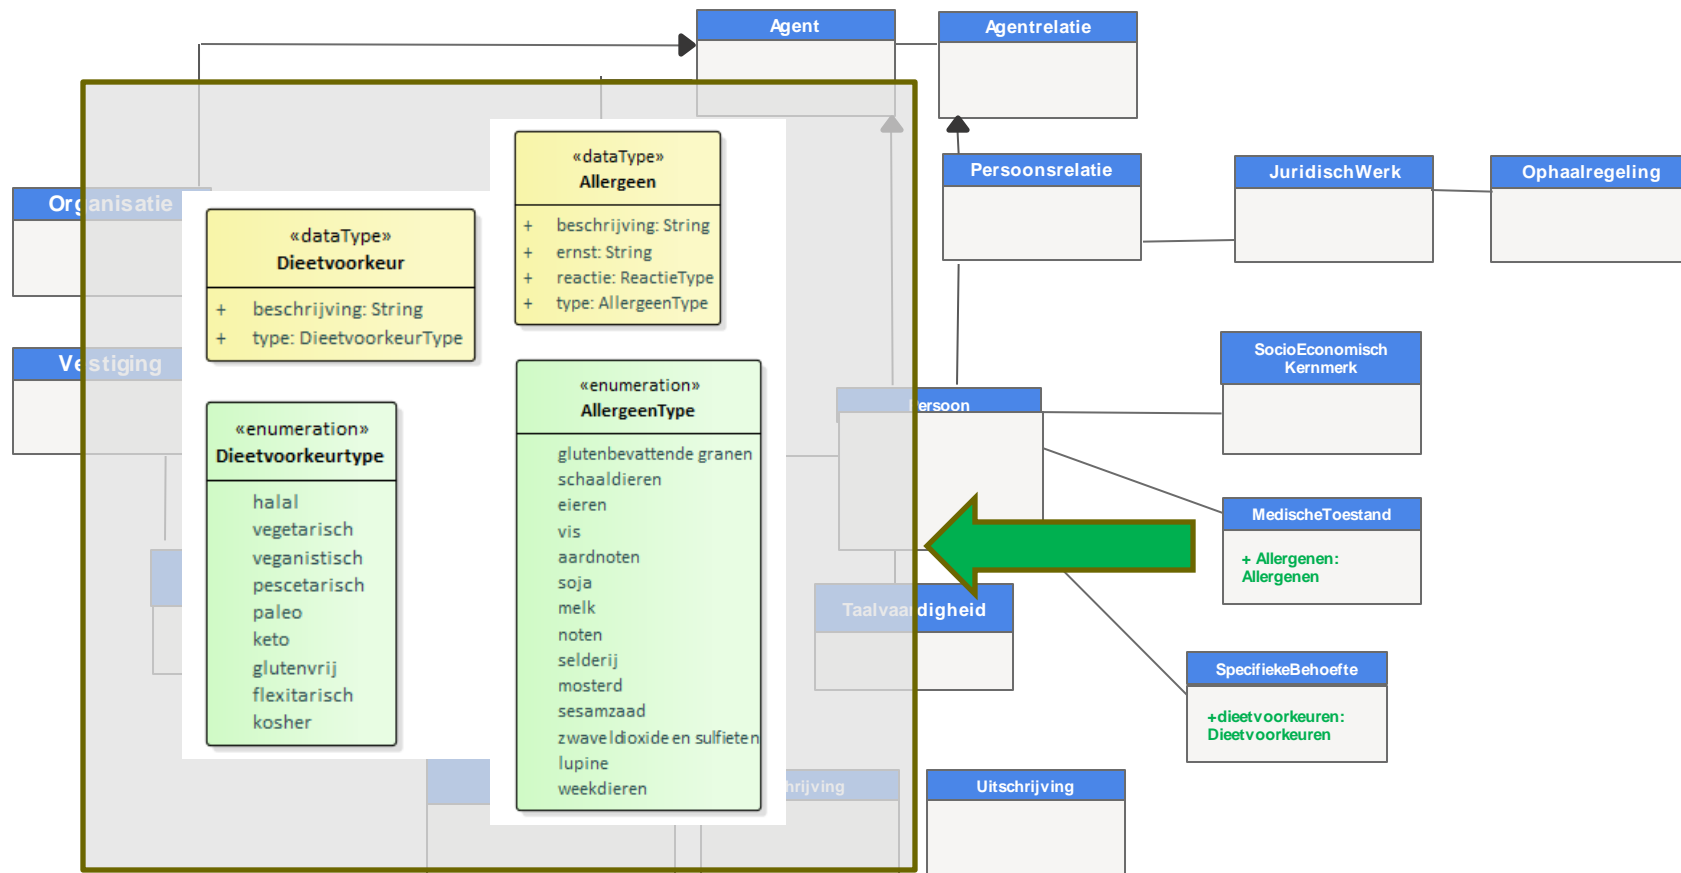 Agent
Agentrelatie
Persoonsrelatie
JuridischWerk
Ophaalregeling
Organisatie
Vestiging
«dataType»
Dieetvoorkeur
+ beschrijving: String
+ type: DieetvoorkeurType
«enumeration»
Dieetvoorkeurtype
halal
vegetarisch
veganistisch
pescetarisch
paleo
keto
glutenvrij
flexitarisch
kosher
«dataType»
Allergeen
+ beschrijving: String
+ ernst: String
+ reactie: ReactieType
+ type: AllergeenType
«enumeration»
AllergeenType
glutenbevattende granen
schaaldieren
eieren
vis
aardnoten
soja
melk
noten
selderij
mosterd
sesamzaad
zwaveldioxide en sulfieten
lupine
weekdieren
Persoon
SocioEconomisch
Kernmerk
MedischeToestand
+ Allergenen:
Allergenen
Taalvaardigheid
SpecifiekeBehoefte
+dieetvoorkeuren:
Dieetvoorkeuren
hrijving
Uitschrijving